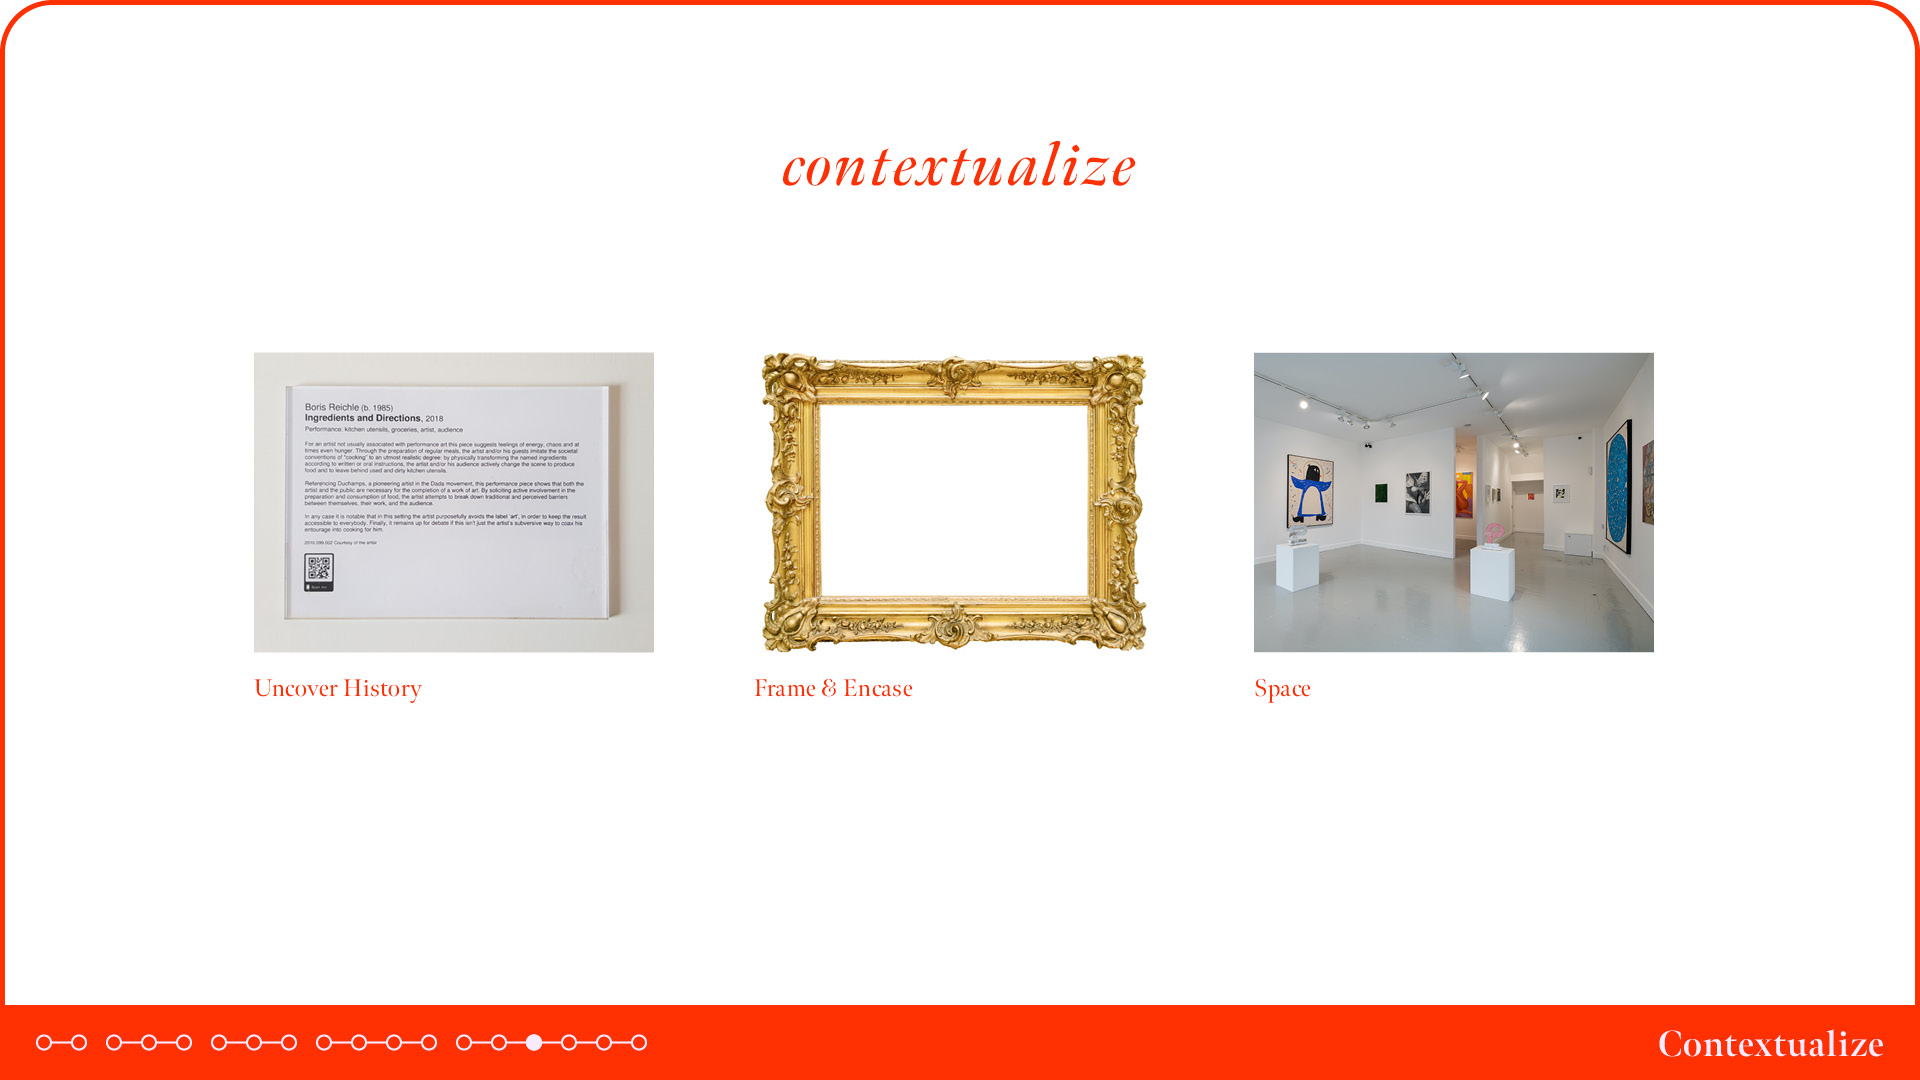 contextualize
Boris Reichle (b. 1985)
Ingredients and Directions, 2018
Performance: kitchen utensils, groceries, artist, audience
For an artist not usually associated with performance art this piece suggests feelings of energy, chaos and at
times even hunger. Through the preparation of regular meals, the artist and/or his guests imitate the societal
conventions of "cooking" to an utmost realistic degree: by physically transforming the named ingredients
according to written or oral instructions, the artist and/or his audience actively change the scene to produce
food and to leave behind used and dirty kitchen utensils.
Referencing Duchamps, a pioneering artist in the Dada movement, this performance piece shows that both the
artist and the public are necessary for the completion of a work of art. By soliciting active involvement in the
preparation and consumption of food, the artist attempts to break down traditional and perceived barriers
between themselves, their work, and the audience.
In any case it is notable that in this setting the artist purposefully avoids the label 'art', in order to keep the result
accessible to everybody. Finally, it remains up for debate if this isn't just the artist's subversive way to coax his
entourage into cooking for him.
Courtesy of the artist
Uncover History
Frame & Encase
Space
Contextualize